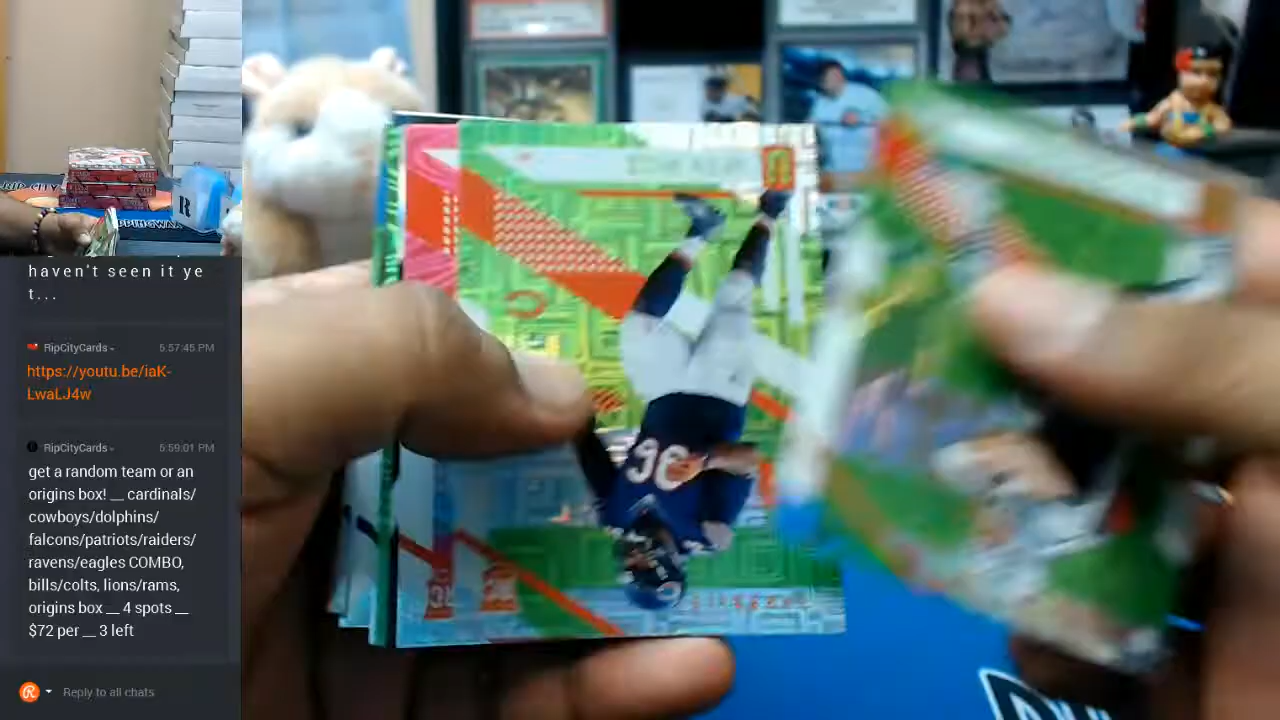 haven't seen it ye
t...
RipCityCards
5:57:45 PM
https://youtu.be/iaK-
LwaLJ4w
RipCityCards
5:59:01 PM
get a random team or an
origins box! __ cardinals/
cowboys/dolphins/
falcons/patriots/raiders/
ravens/eagles COMBO,
bills/colts, lions/rams,
origins box __ 4 spots __
$72 per __ 3 left
Reply to all chats
R
36